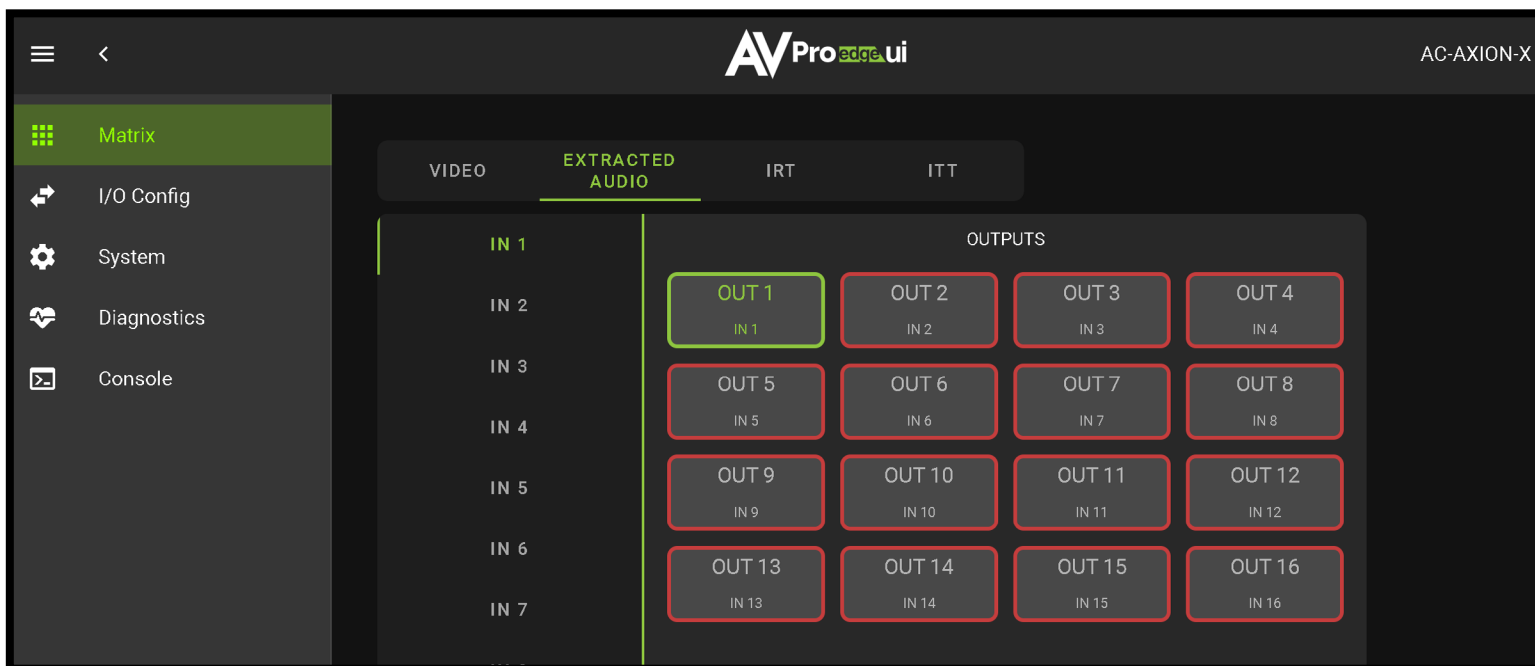 AVPro edge.ui
AC-AXION-X
Matrix
I/O Config
System
Diagnostics
Console
VIDEO
EXTRACTED
AUDIO
IRT
ITT
IN 1
IN 2
IN 3
IN 4
IN 5
IN 6
IN 7
OUTPUTS
OUT 1
IN 1
OUT 2
IN 2
OUT 3
IN 3
OUT 4
IN 4
OUT 5
IN 5
OUT 6
IN 6
OUT 7
IN 7
OUT 8
IN 8
OUT 9
IN 9
OUT 10
IN 10
OUT 11
IN 11
OUT 12
IN 12
OUT 13
IN 13
OUT 14
IN 14
OUT 15
IN 15
OUT 16
IN 16